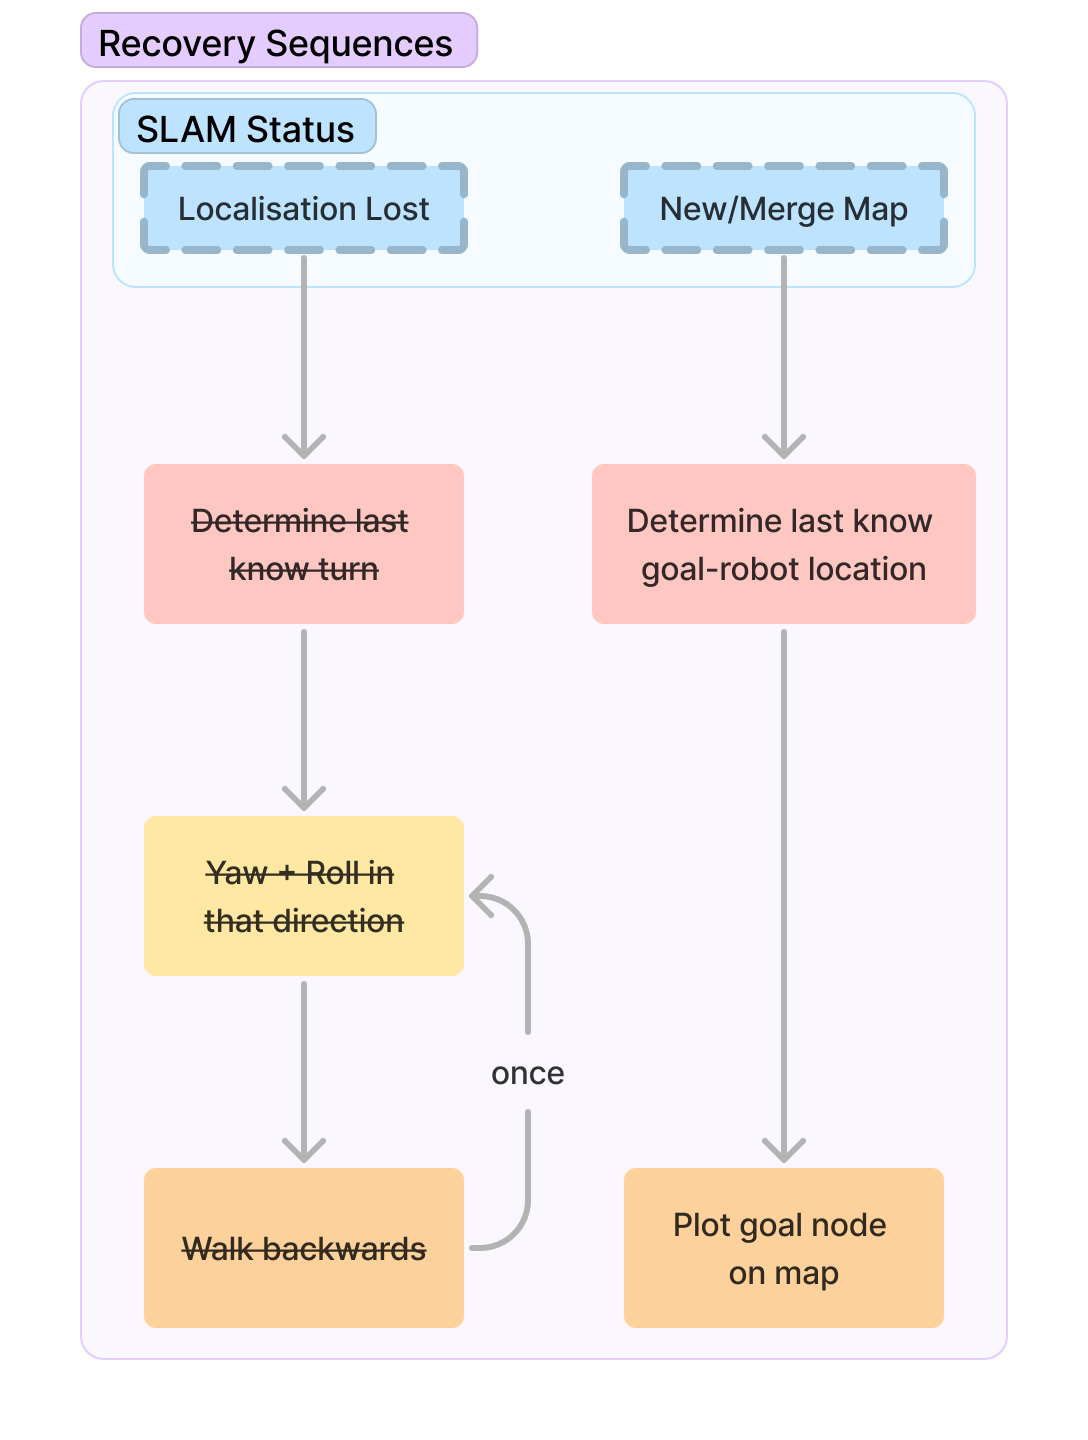 Recovery Sequences
SLAM Status
Localisation Lost
New/Merge Map
Determine last
know turn
Determine last know
goal-robot location
Yaw + Roll in
that direction
once
Walk backwards
Plot goal node
on map